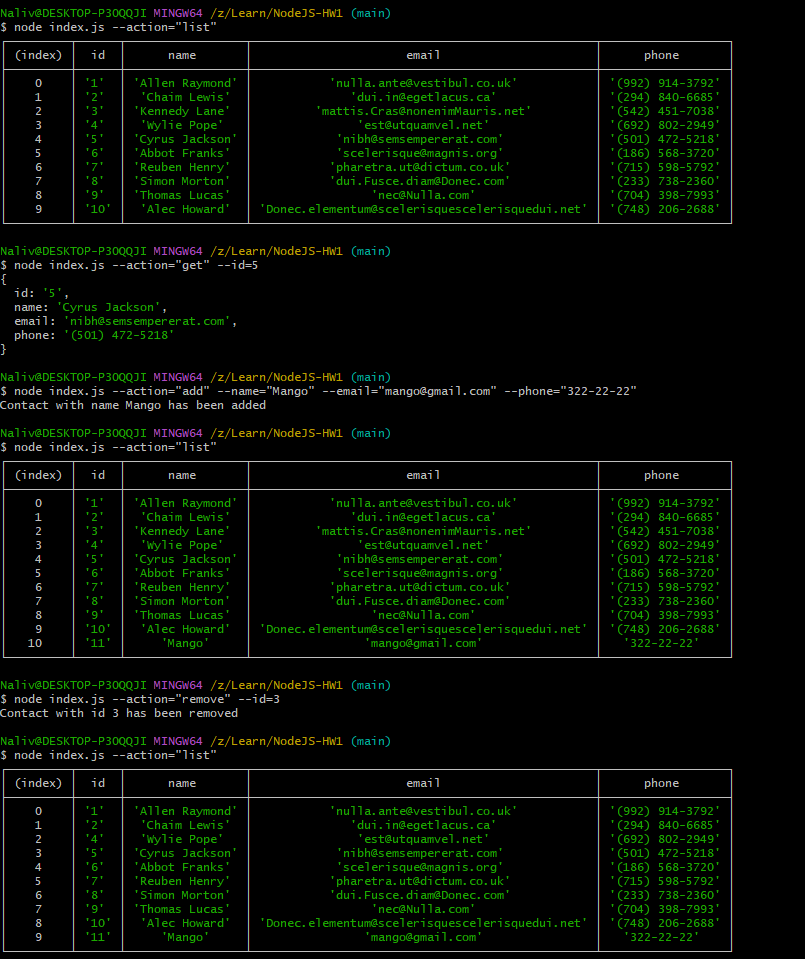 Naliv@DESKTOP-P3OQQJI MINGW64 /z/Learn/NodeJS-HW1 (main)
$ node index.js --action="list"
(index) id name email phone
0 '1' 'Allen Raymond' 'nulla.ante@vestibul.co.uk' '(992) 914-3792'
1 '2' 'Chaim Lewis' 'dui.in@egetlacus.ca' '(294) 840-6685'
2 '3' 'Kennedy Lane' 'mattis.Cras@nonenimMauris.net' '(542) 451-7038'
3 '4' 'Wylie Pope' 'est@utquamvel.net' '(692) 802-2949'
4 '5' 'Cyrus Jackson' 'nibh@semsempererat.com' '(501) 472-5218'
5 '6' 'Abbot Franks' 'scelerisque@magnis.org' '(186) 568-3720'
6 '7' 'Reuben Henry' 'pharetra.ut@dictum.co.uk' '(715) 598-5792'
7 '8' 'Simon Morton' 'dui.Fusce.diam@Donec.com' '(233) 738-2360'
8 '9' 'Thomas Lucas' 'nec@Nulla.com' '(704) 398-7993'
9 '10' 'Alec Howard' 'Donec.elementum@scelerisquescelerisquedui.net' '(748) 206-2688'
Naliv@DESKTOP-P3OQQJI MINGW64 /z/Learn/NodeJS-HW1 (main)
$ node index.js --action="get" --id=5
{
  id: '5',
  name: 'Cyrus Jackson',
  email: 'nibh@semsempererat.com',
  phone: '(501) 472-5218'
}
Naliv@DESKTOP-P3OQQJI MINGW64 /z/Learn/NodeJS-HW1 (main)
$ node index.js --action="add" --name="Mango" --email="mango@gmail.com" --phone="322-22-22"
Contact with name Mango has been added
Naliv@DESKTOP-P3OQQJI MINGW64 /z/Learn/NodeJS-HW1 (main)
$ node index.js --action="list"
(index) id name email phone
0 '1' 'Allen Raymond' 'nulla.ante@vestibul.co.uk' '(992) 914-3792'
1 '2' 'Chaim Lewis' 'dui.in@egetlacus.ca' '(294) 840-6685'
2 '3' 'Kennedy Lane' 'mattis.Cras@nonenimMauris.net' '(542) 451-7038'
3 '4' 'Wylie Pope' 'est@utquamvel.net' '(692) 802-2949'
4 '5' 'Cyrus Jackson' 'nibh@semsempererat.com' '(501) 472-5218'
5 '6' 'Abbot Franks' 'scelerisque@magnis.org' '(186) 568-3720'
6 '7' 'Reuben Henry' 'pharetra.ut@dictum.co.uk' '(715) 598-5792'
7 '8' 'Simon Morton' 'dui.Fusce.diam@Donec.com' '(233) 738-2360'
8 '9' 'Thomas Lucas' 'nec@Nulla.com' '(704) 398-7993'
9 '10' 'Alec Howard' 'Donec.elementum@scelerisquescelerisquedui.net' '(748) 206-2688'
10 '11' 'Mango' 'mango@gmail.com' '322-22-22'
Naliv@DESKTOP-P3OQQJI MINGW64 /z/Learn/NodeJS-HW1 (main)
$ node index.js --action="remove" --id=3
Contact with id 3 has been removed
Naliv@DESKTOP-P3OQQJI MINGW64 /z/Learn/NodeJS-HW1 (main)
$ node index.js --action="list"
(index) id name email phone
0 '1' 'Allen Raymond' 'nulla.ante@vestibul.co.uk' '(992) 914-3792'
1 '2' 'Chaim Lewis' 'dui.in@egetlacus.ca' '(294) 840-6685'
2 '4' 'Wylie Pope' 'est@utquamvel.net' '(692) 802-2949'
3 '5' 'Cyrus Jackson' 'nibh@semsempererat.com' '(501) 472-5218'
4 '6' 'Abbot Franks' 'scelerisque@magnis.org' '(186) 568-3720'
5 '7' 'Reuben Henry' 'pharetra.ut@dictum.co.uk' '(715) 598-5792'
6 '8' 'Simon Morton' 'dui.Fusce.diam@Donec.com' '(233) 738-2360'
7 '9' 'Thomas Lucas' 'nec@Nulla.com' '(704) 398-7993'
8 '10' 'Alec Howard' 'Donec.elementum@scelerisquescelerisquedui.net' '(748) 206-2688'
9 '11' 'Mango' 'mango@gmail.com' '322-22-22'